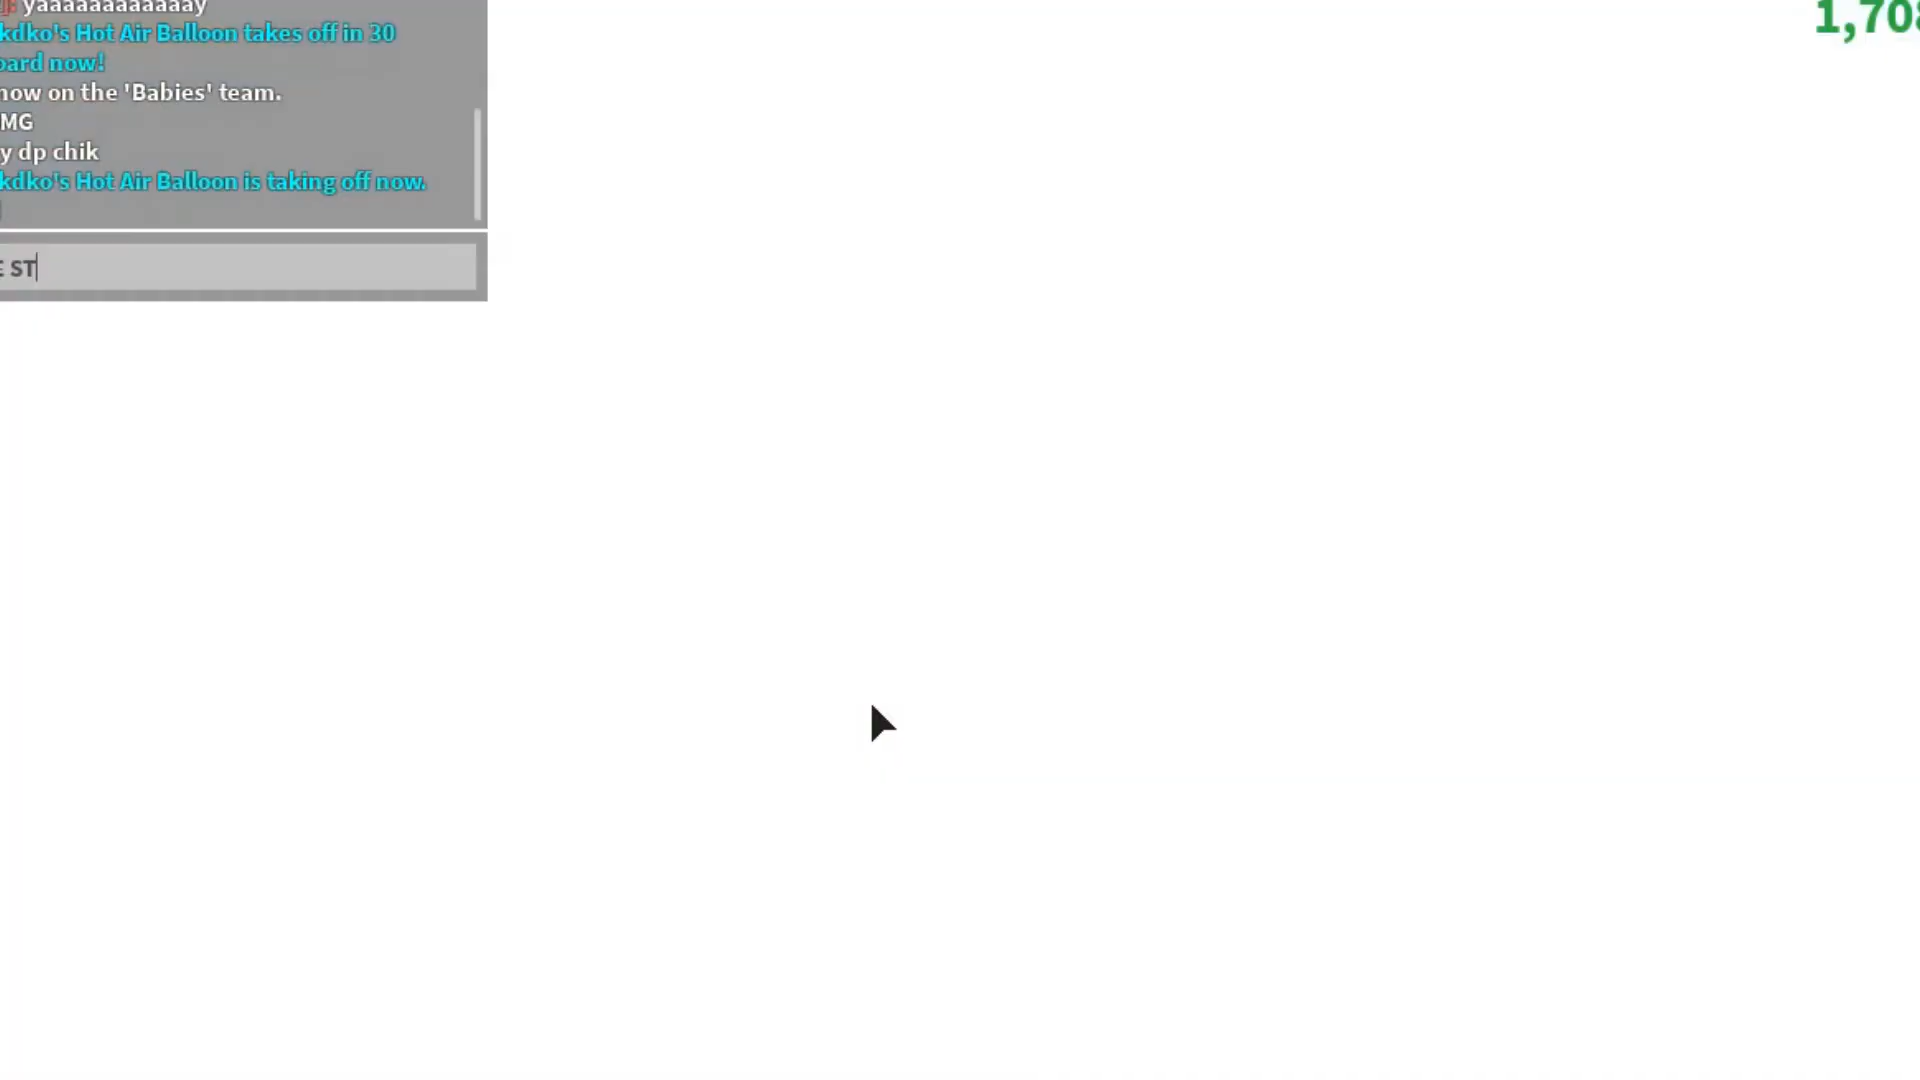 : yaaaaaaaaaaaay
kdko's Hot Air Balloon takes off in 30
oard now!
now on the 'Babies' team.
MG
y dp chik
kdko's Hot Air Balloon is taking off now.
E ST
1,708